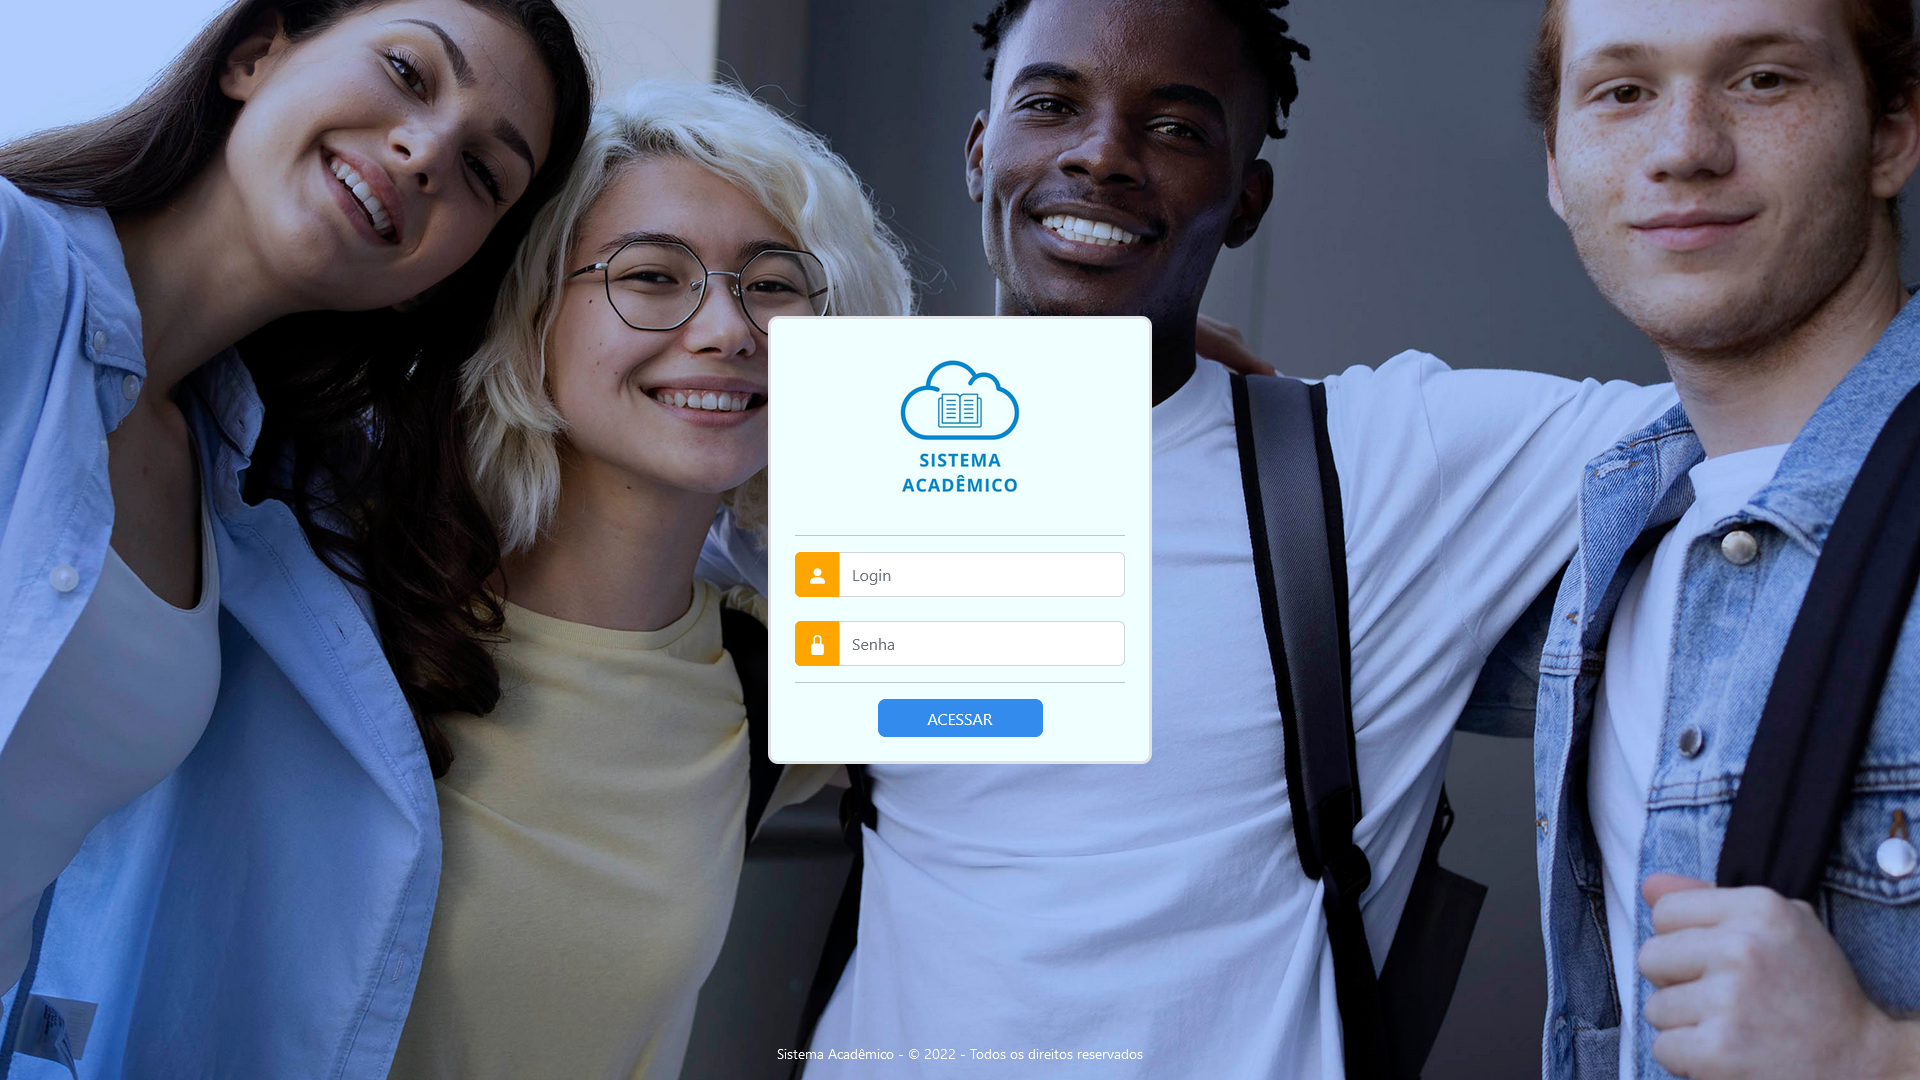 SISTEMA
ACADÊMICO
Login
Senha
ACESSAR
Sistema Acadêmico - © 2022 - Todos os direitos reservados